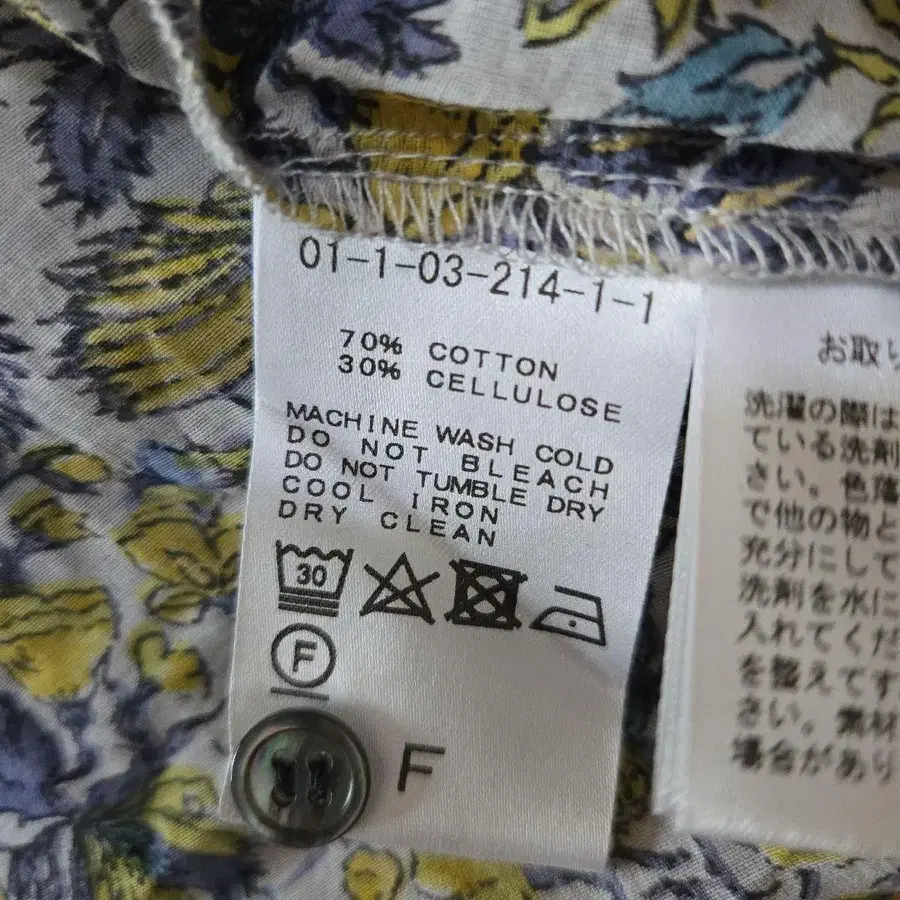 01-1-03-214-1-1
70% COTTON
30% CELLULOSE
MACHINE WASH COLD
DO NOT BLEACH
DO NOT TUMBLE DRY
COOL IRON
DRY CLEAN
30
F
F
お取り
洗濯の際は
ている洗剤
さい。色落
で他の物と
充分にして
洗剤を水に
入れてくだ
を整えてす
さい。素材
場合があり